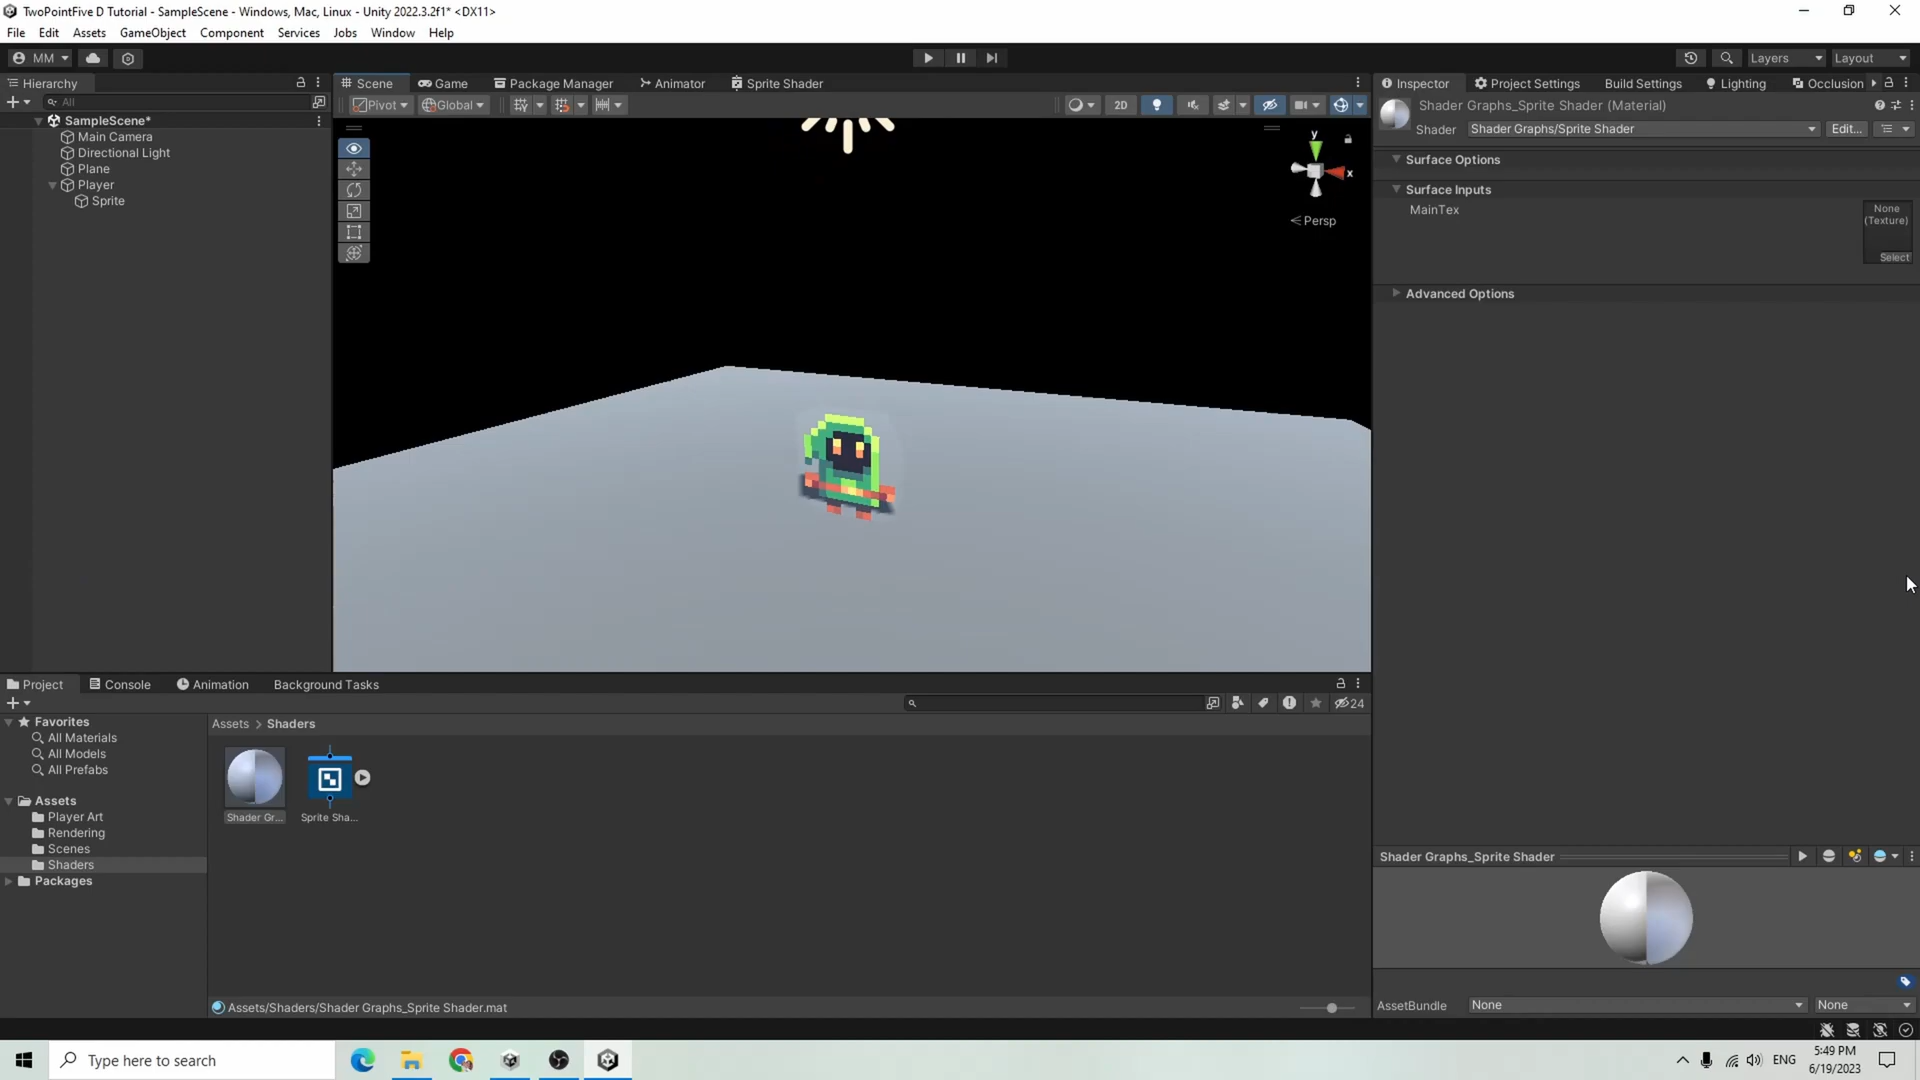 TwoPointFive D Tutorial - SampleScene - Windows, Mac, Linux - Unity 2022.3.2f1* <DX11>
File Edit Assets GameObject Component Services Jobs Window Help
MM
Layers
Layout
Hierarchy
Scene
Game
Package Manager
Animator
Sprite Shader
Inspector
Project Settings
Build Settings
Lighting
Occlusion
All
Pivot
Global
2D
Shader Graphs_Sprite Shader (Material)
Shader
Shader Graphs/Sprite Shader
Edit...
SampleScene*
Main Camera
Directional Light
Plane
Player
Sprite
y
x
Persp
Surface Options
Surface Inputs
MainTex
None
(Texture)
Select
Advanced Options
Project
Console
Animation
Background Tasks
24
Favorites
All Materials
All Models
All Prefabs
Assets
Player Art
Rendering
Scenes
Shaders
Packages
Assets > Shaders
Shader Gr...
Sprite Sha...
Assets/Shaders/Shader Graphs_Sprite Shader.mat
Shader Graphs_Sprite Shader
AssetBundle
None
None
Type here to search
ENG
5:49 PM
6/19/2023